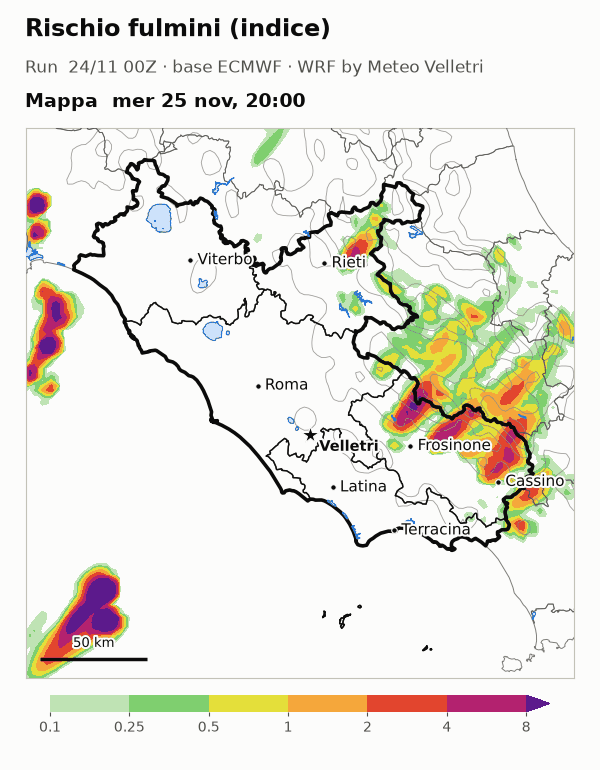 Rischio fulmini (indice)
Run  24/11 00Z · base ECMWF · WRF by Meteo Velletri
Mappa  mer 25 nov, 20:00
Viterbo
Rieti
Roma
Velletri
Frosinone
Latina
Cassino
Terracina
50 km
0.1 0.25 0.5 1 2 4 8